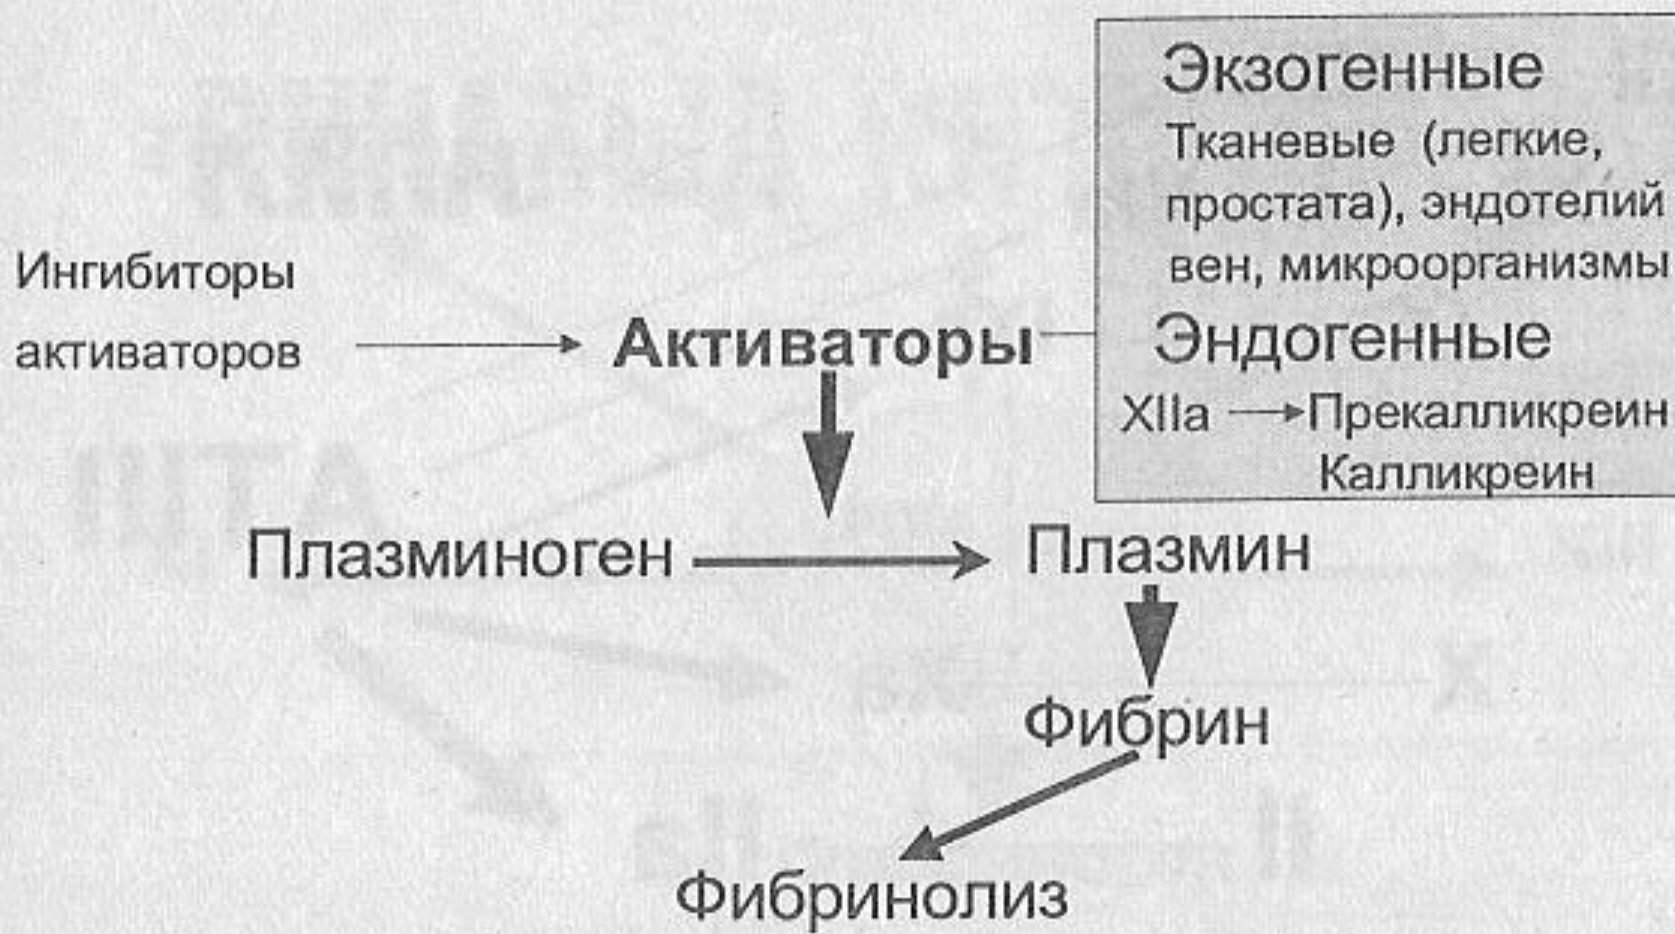 Экзогенные
Тканевые (легкие,
простата), эндотелий
вен, микроорганизмы
Ингибиторы
активаторов
Активаторы
Эндогенные
XIIa Прекалликреин
Калликреин
Плазминоген Плазмин
Фибрин
Фибринолиз